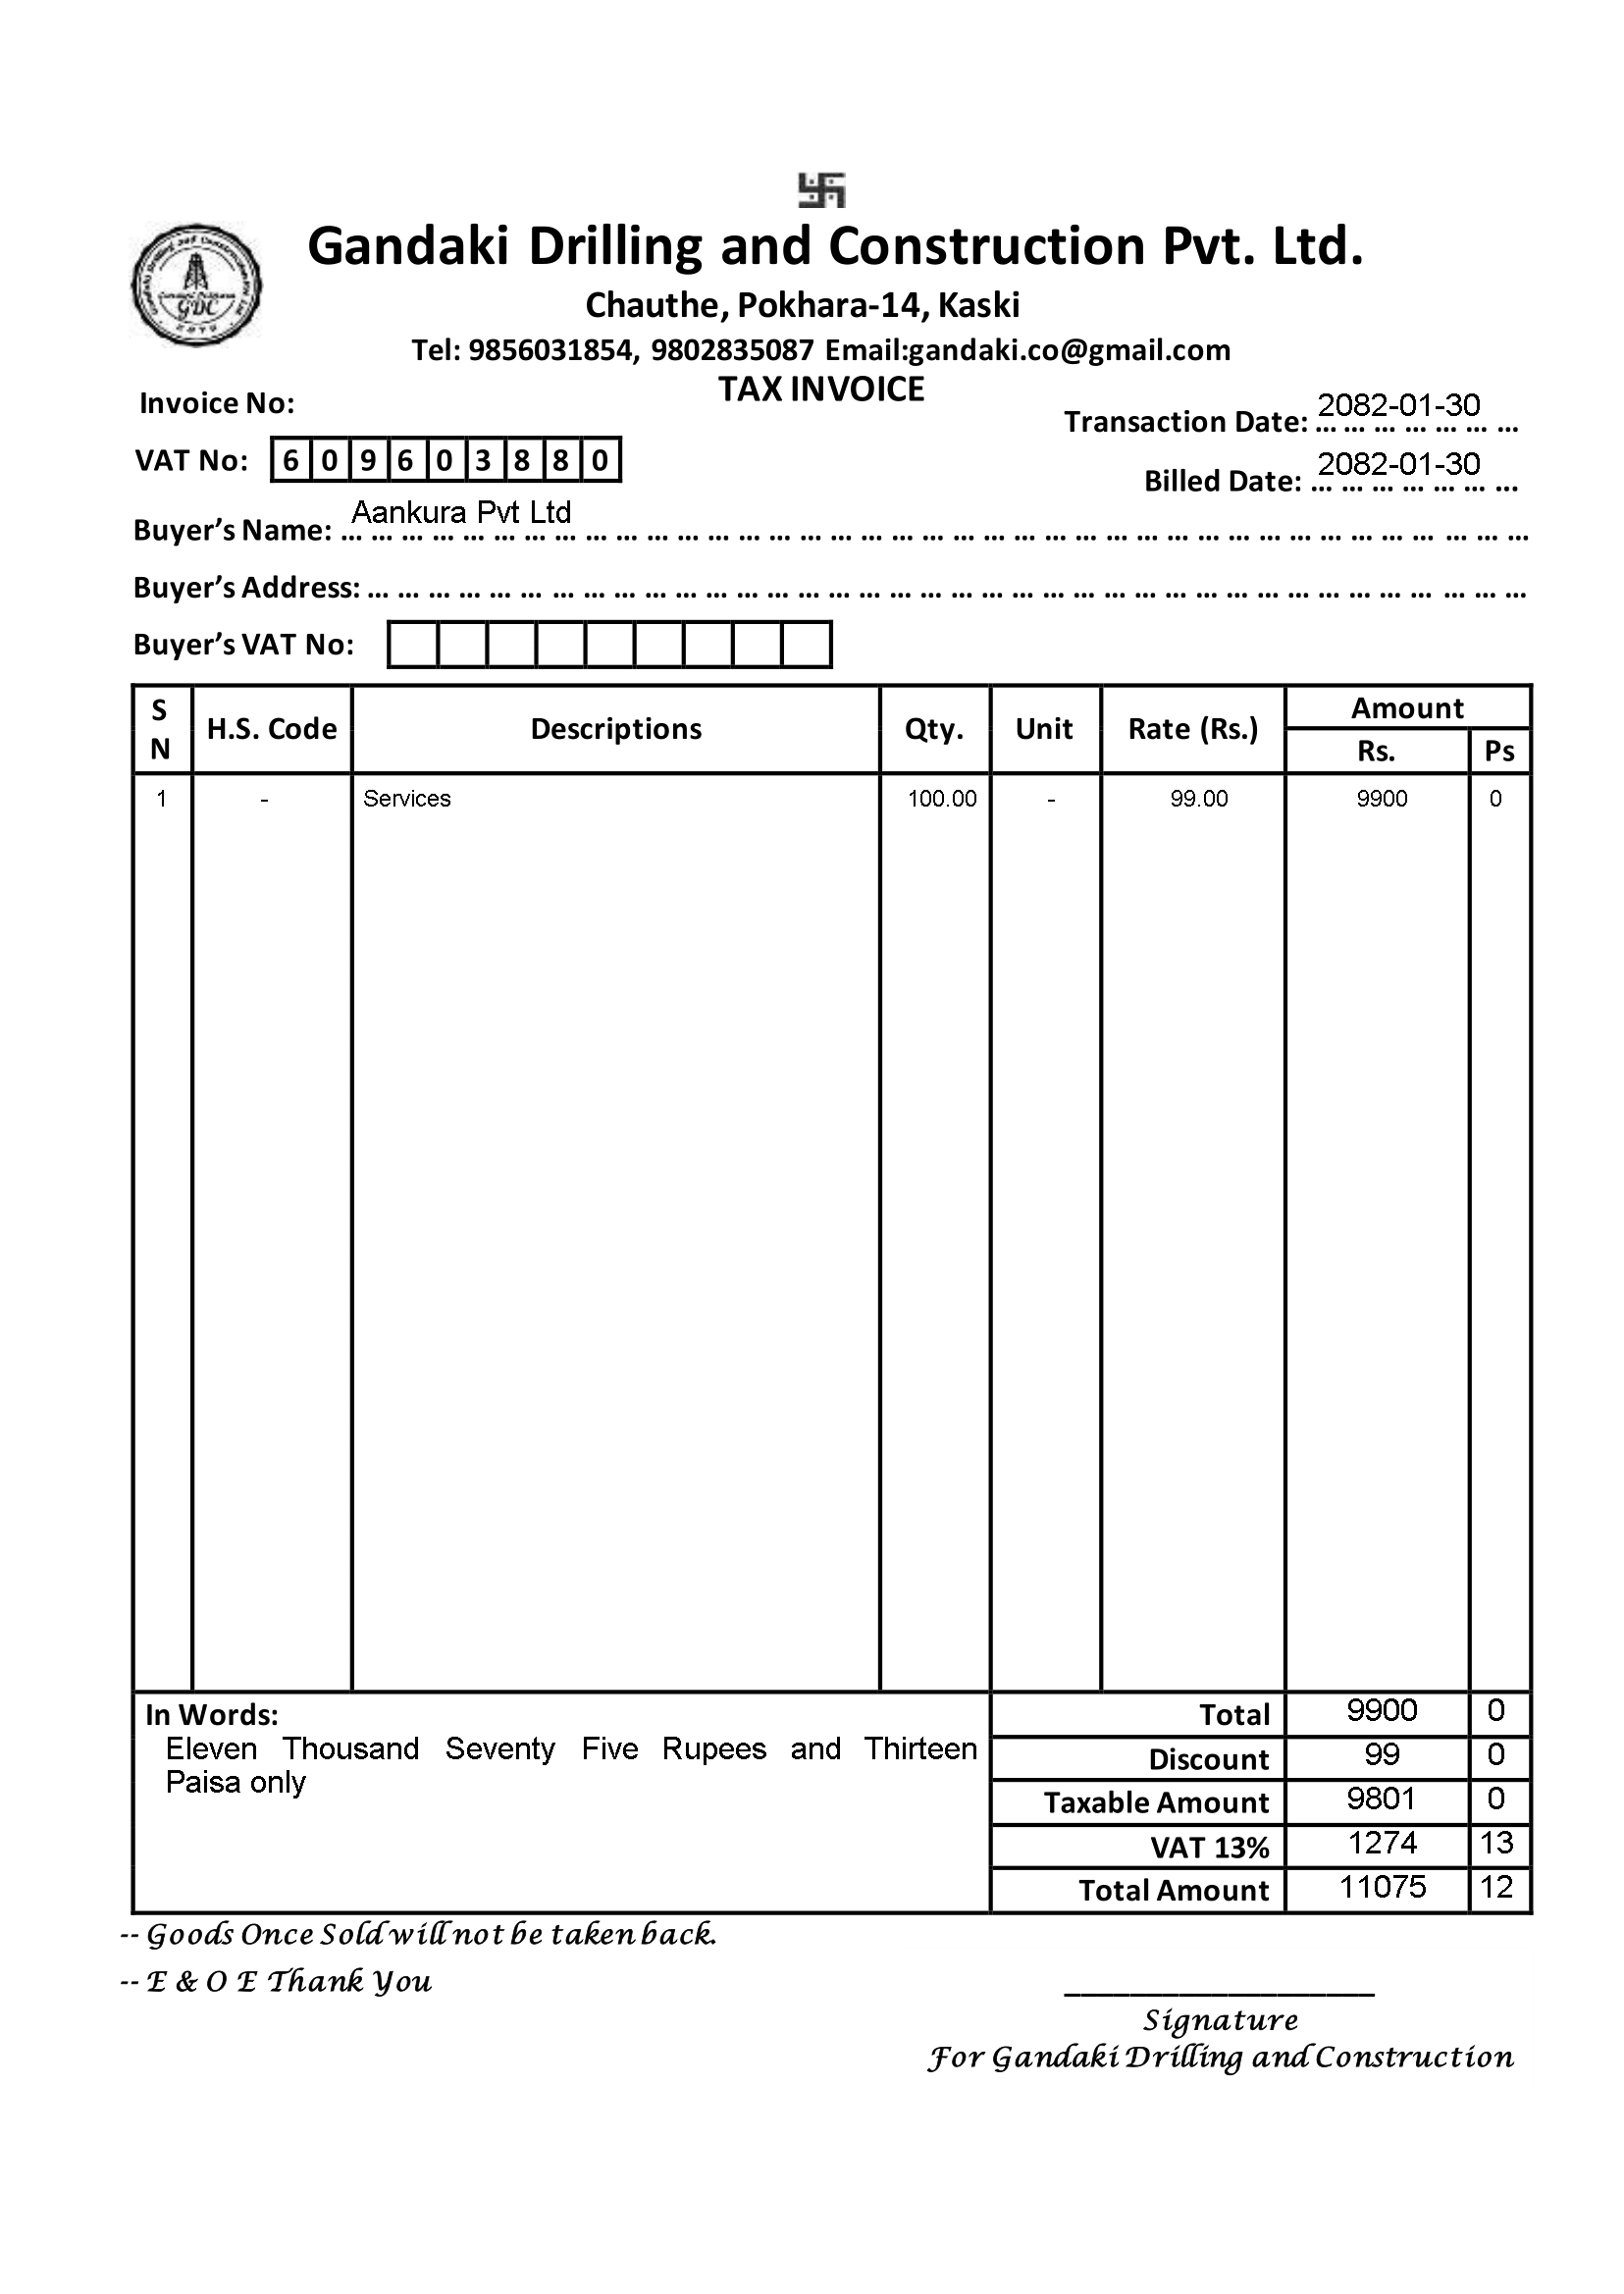 Gandaki Drilling and Construction Pvt. Ltd.
Chauthe, Pokhara-14, Kaski
Tel: 9856031854, 9802835087 Email:gandaki.co@gmail.com
TAX INVOICE
Invoice No:
Transaction Date: 2082-01-30
VAT No: 6 0 9 6 0 3 8 8 0
Billed Date: 2082-01-30
Buyer’s Name: Aankura Pvt Ltd
Buyer’s Address:
Buyer’s VAT No:
SN H.S. Code Descriptions Qty. Unit Rate (Rs.) Amount
Rs. Ps
1 - Services 100.00 - 99.00 9900 0
In Words:
Eleven Thousand Seventy Five Rupees and Thirteen
Paisa only
Total 9900 0
Discount 99 0
Taxable Amount 9801 0
VAT 13% 1274 13
Total Amount 11075 12
-- Goods Once Sold will not be taken back.
-- E & O E Thank You
Signature
For Gandaki Drilling and Construction